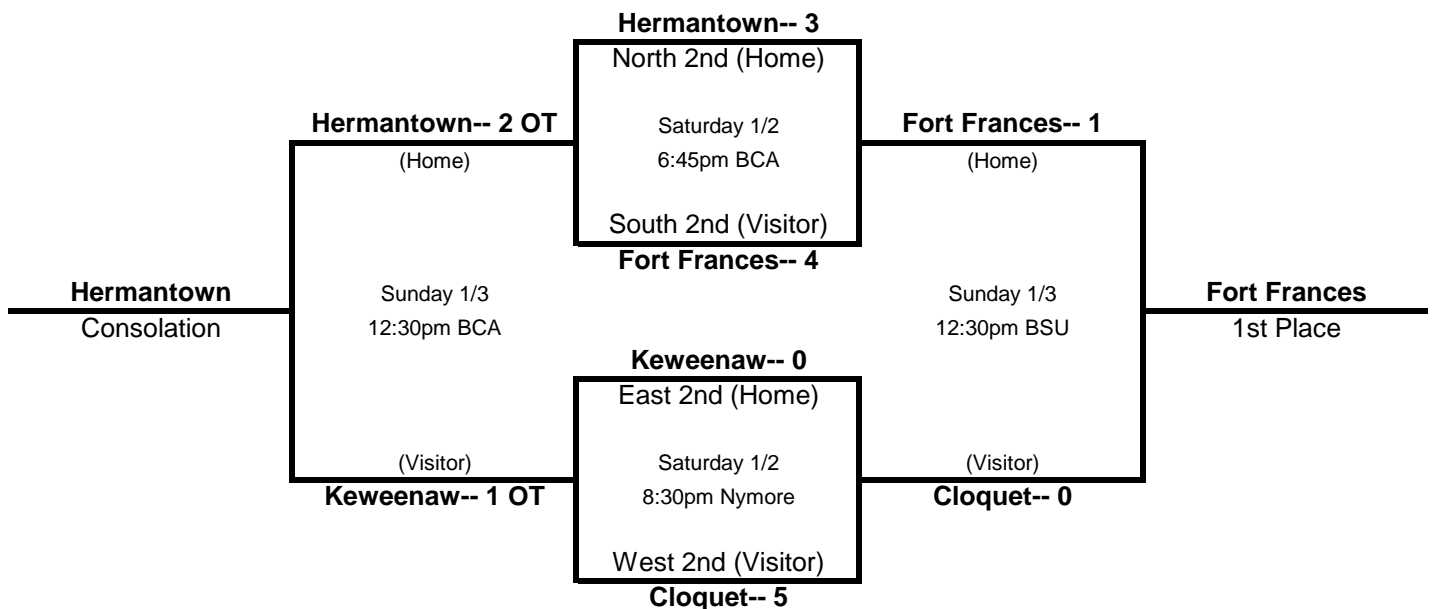 Hermantown-- 3
North 2nd (Home)
Hermantown-- 2 OT
Saturday 1/2
Fort Frances-- 1
(Home)
6:45pm BCA
(Home)
South 2nd (Visitor)
Fort Frances-- 4
Hermantown
Sunday 1/3
Sunday 1/3
Fort Frances
Consolation
12:30pm BCA
12:30pm BSU
1st Place
Keweenaw-- 0
East 2nd (Home)
(Visitor)
Saturday 1/2
(Visitor)
Keweenaw-- 1 OT
8:30pm Nymore
Cloquet-- 0
West 2nd (Visitor)
Cloquet-- 5